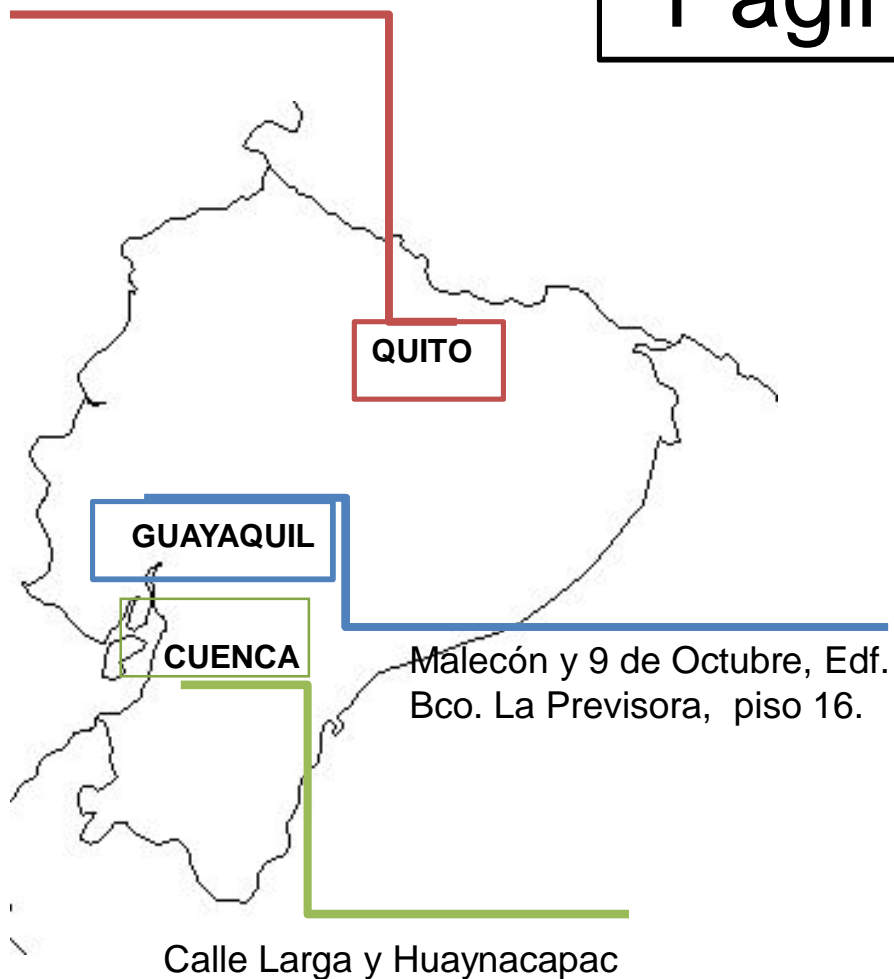 QUITO
GUAYAQUIL
CUENCA
Malecón y 9 de Octubre, Edf.
Bco. La Previsora, piso 16.
Calle Larga y Huaynacapac